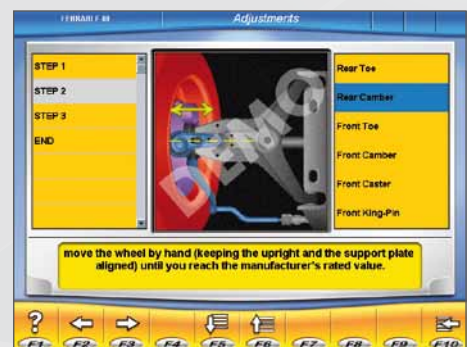 Adjustments
STEP 1
STEP 2
STEP 3
END
DEMO
Rear Toe
Rear Camber
Front Toe
Front Camber
Front Caster
Front King-Pin
move the wheel by hand (keeping the upright and the support plate
aligned) until you reach the manufacturer's rated value.
?
F1 F2 F3 F4 F5 F6 F7 F8 F9 F10